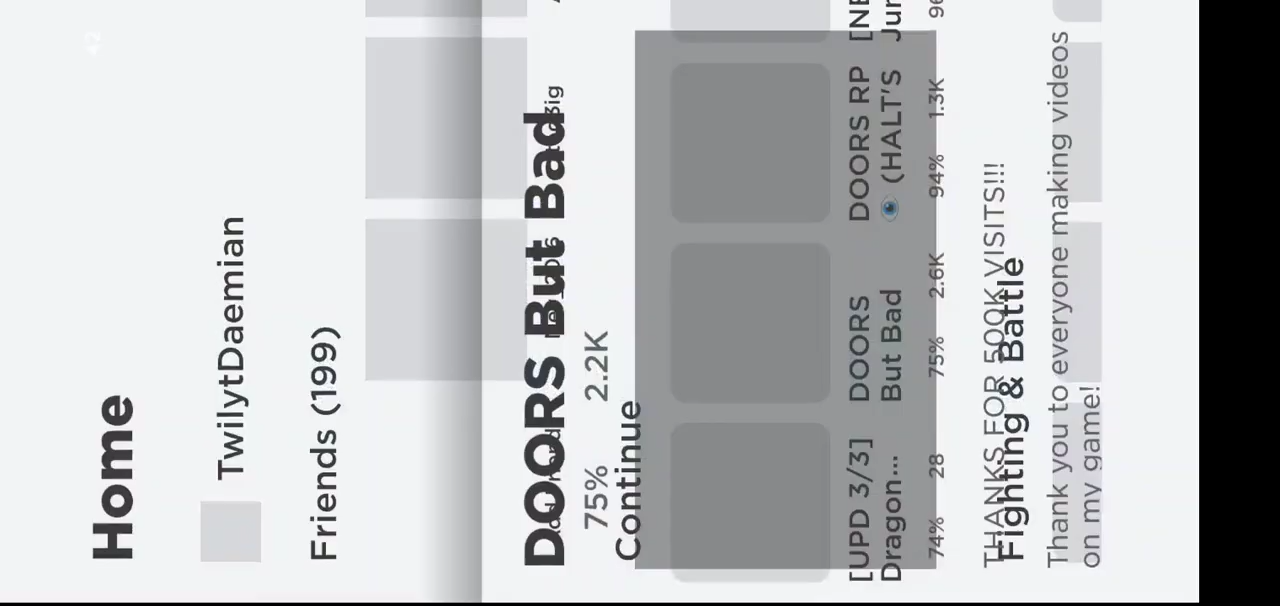 42
Home
TwilytDaemian
Friends (199)
DOORS But Bad
75% 2.2K
Continue
[UPD 3/3]
Dragon...
74% 28
DOORS
But Bad
75% 2.6K
DOORS RP
👁 (HALT'S
94% 1.3K
THANKS FOR 500K VISITS!!!
Fighting & Battle
Thank you to everyone making videos
on my game!